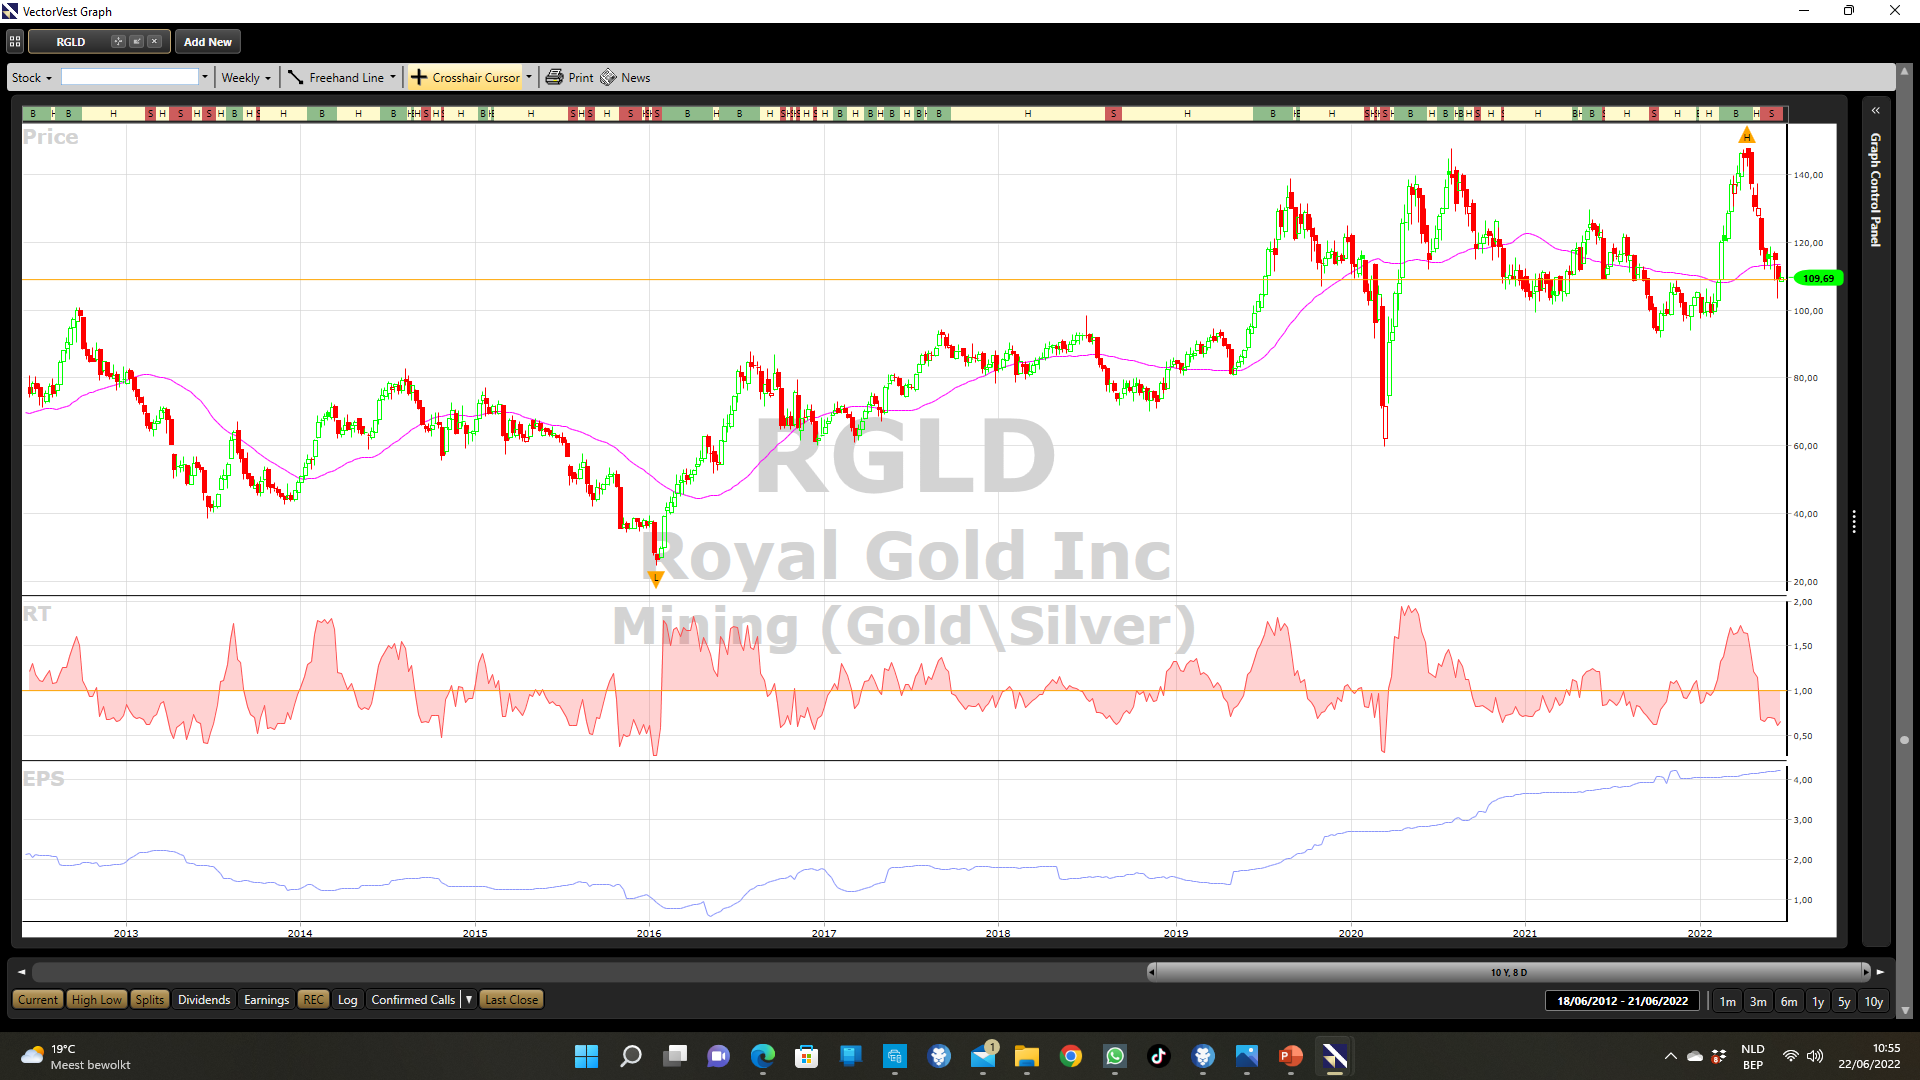 VectorVest Graph
RGLD Add New
Stock Weekly Freehand Line Crosshair Cursor Print News
B H B H S H S H S H B H S H B H B H H S H H B H S H S H S H S B H B H S H H S H S H B H B H B H B H S H B H H S H S H B H B H B H S H S H B H B S H S H H B H S
Price
H
140,00
120,00
109,69
100,00
80,00
60,00
40,00
20,00
L
RGLD
Royal Gold Inc
Mining (Gold\Silver)
RT
2,00
1,50
1,00
0,50
EPS
4,00
3,00
2,00
1,00
2013 2014 2015 2016 2017 2018 2019 2020 2021 2022
Graph Control Panel
10 Y, 8 D
Current High Low Splits Dividends Earnings REC Log Confirmed Calls Last Close 18/06/2012 - 21/06/2022 1m 3m 6m 1y 5y 10y
19°C
Meest bewolkt
1
NLD
BEP
10:55
22/06/2022